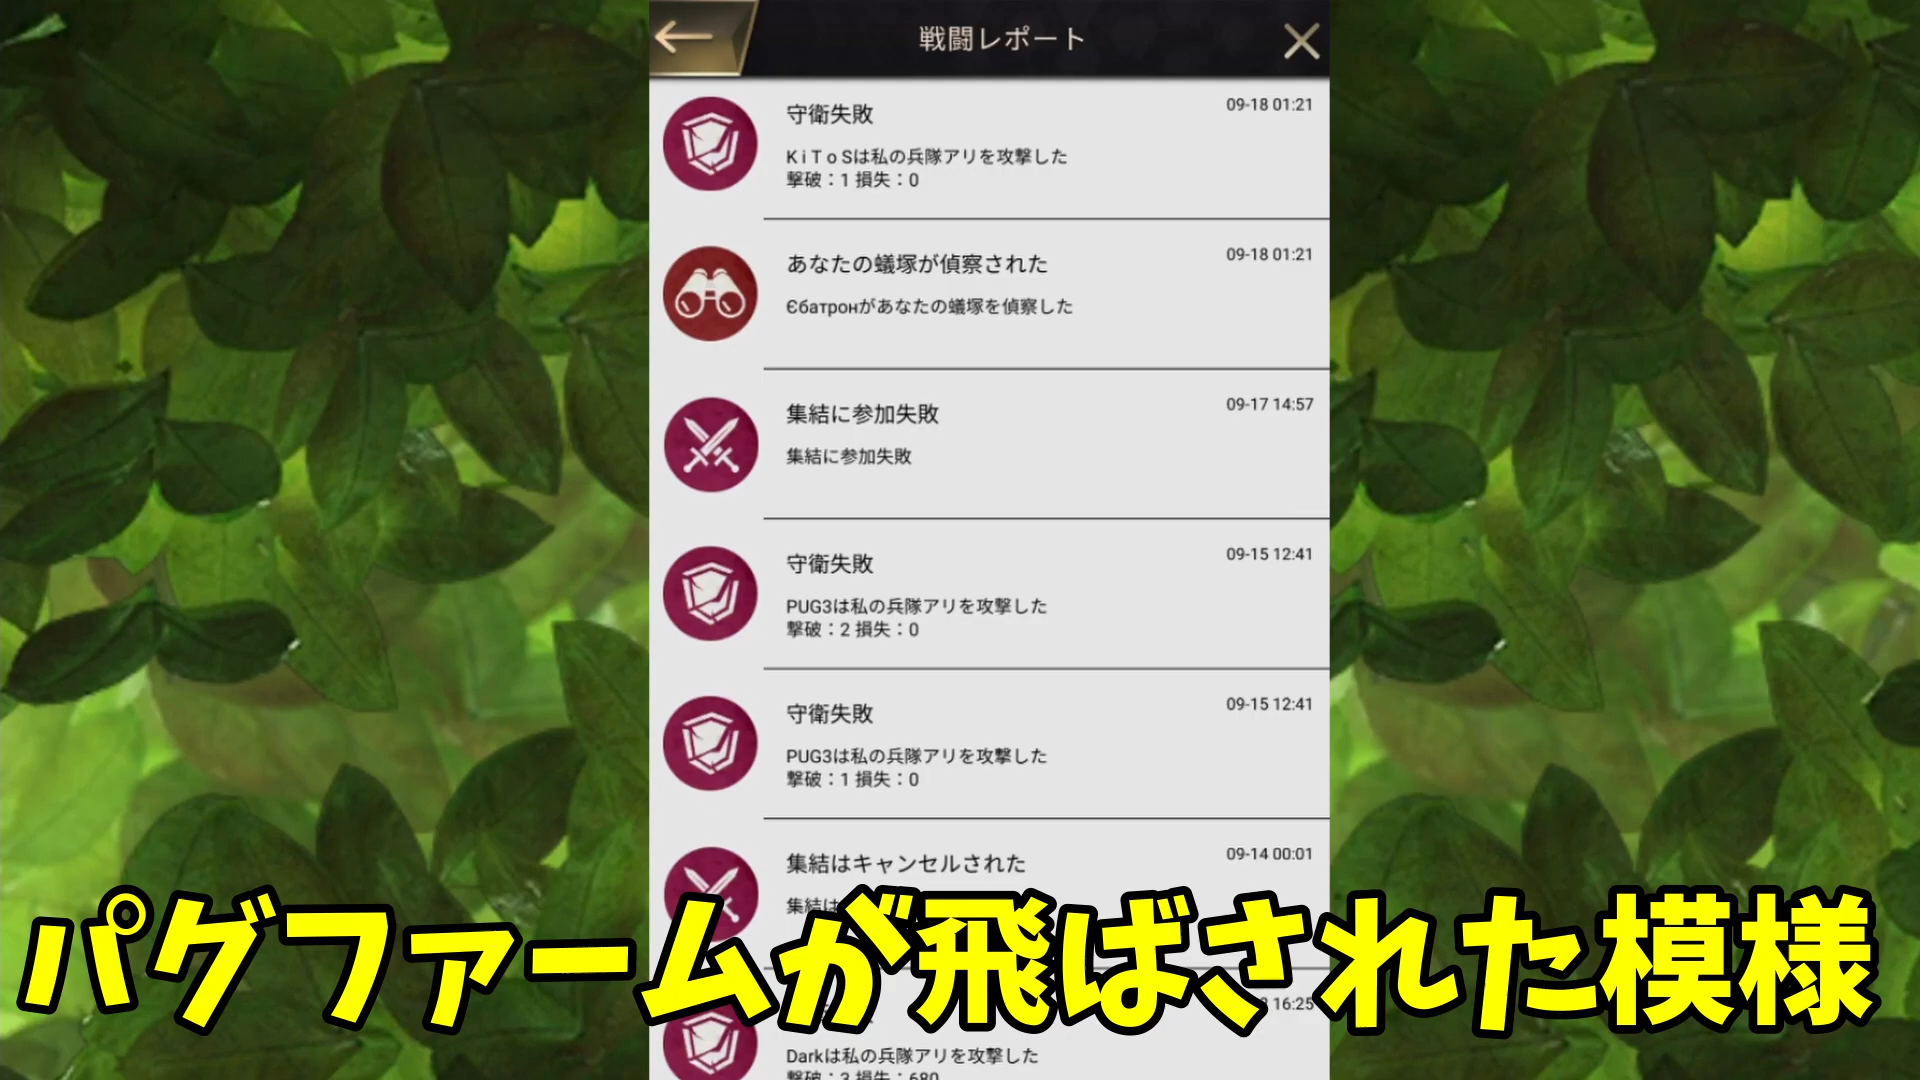 戦闘レポート
守衛失敗
09-18 01:21
K i T o Sは私の兵隊アリを攻撃した
撃破：1 損失：0
あなたの蟻塚が偵察された
09-18 01:21
Єбатронがあなたの蟻塚を偵察した
集結に参加失敗
09-17 14:57
集結に参加失敗
守衛失敗
09-15 12:41
PUG3は私の兵隊アリを攻撃した
撃破：2 損失：0
守衛失敗
09-15 12:41
PUG3は私の兵隊アリを攻撃した
撃破：1 損失：0
集結はキャンセルされた
09-14 00:01
集結は
パグファームが飛ばされた模様
16:25
Darkは私の兵隊アリを攻撃した
撃破：3 損失：680